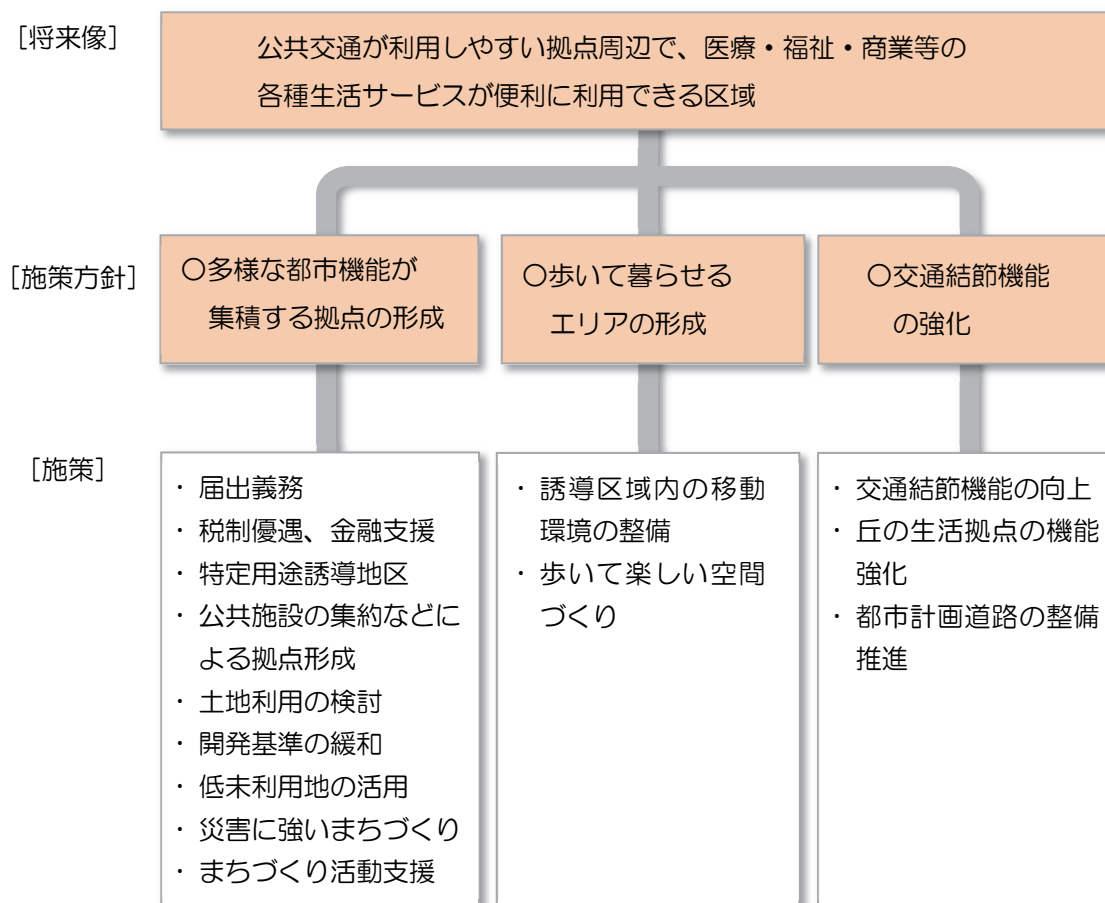 [将来像]
公共交通が利用しやすい拠点周辺で、医療・福祉・商業等の
各種生活サービスが便利に利用できる区域
[施策方針]
○多様な都市機能が
集積する拠点の形成
○歩いて暮らせる
エリアの形成
○交通結節機能
の強化
[施策]
・届出義務
・税制優遇、金融支援
・特定用途誘導地区
・公共施設の集約などに
よる拠点形成
・土地利用の検討
・開発基準の緩和
・低未利用地の活用
・災害に強いまちづくり
・まちづくり活動支援
・誘導区域内の移動
環境の整備
・歩いて楽しい空間
づくり
・交通結節機能の向上
・丘の生活拠点の機能
強化
・都市計画道路の整備
推進